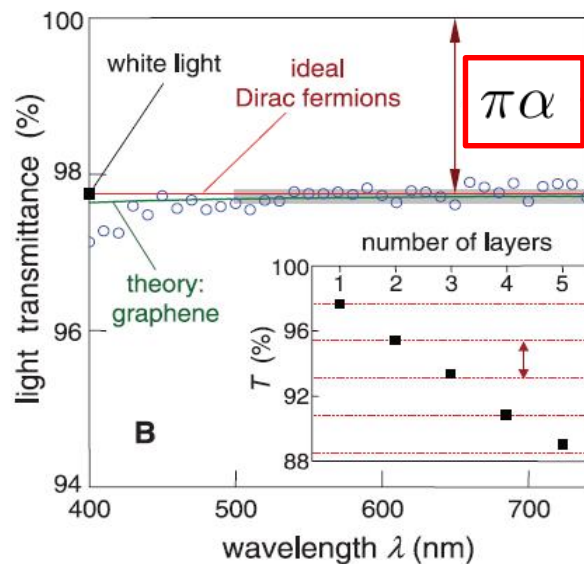 100
98
96
94
light transmittance (%)
white light
ideal
Dirac fermions
πα
theory:
graphene
B
number of layers
1 2 3 4 5
100
96
92
88
T (%)
400 500 600 700
wavelength λ (nm)